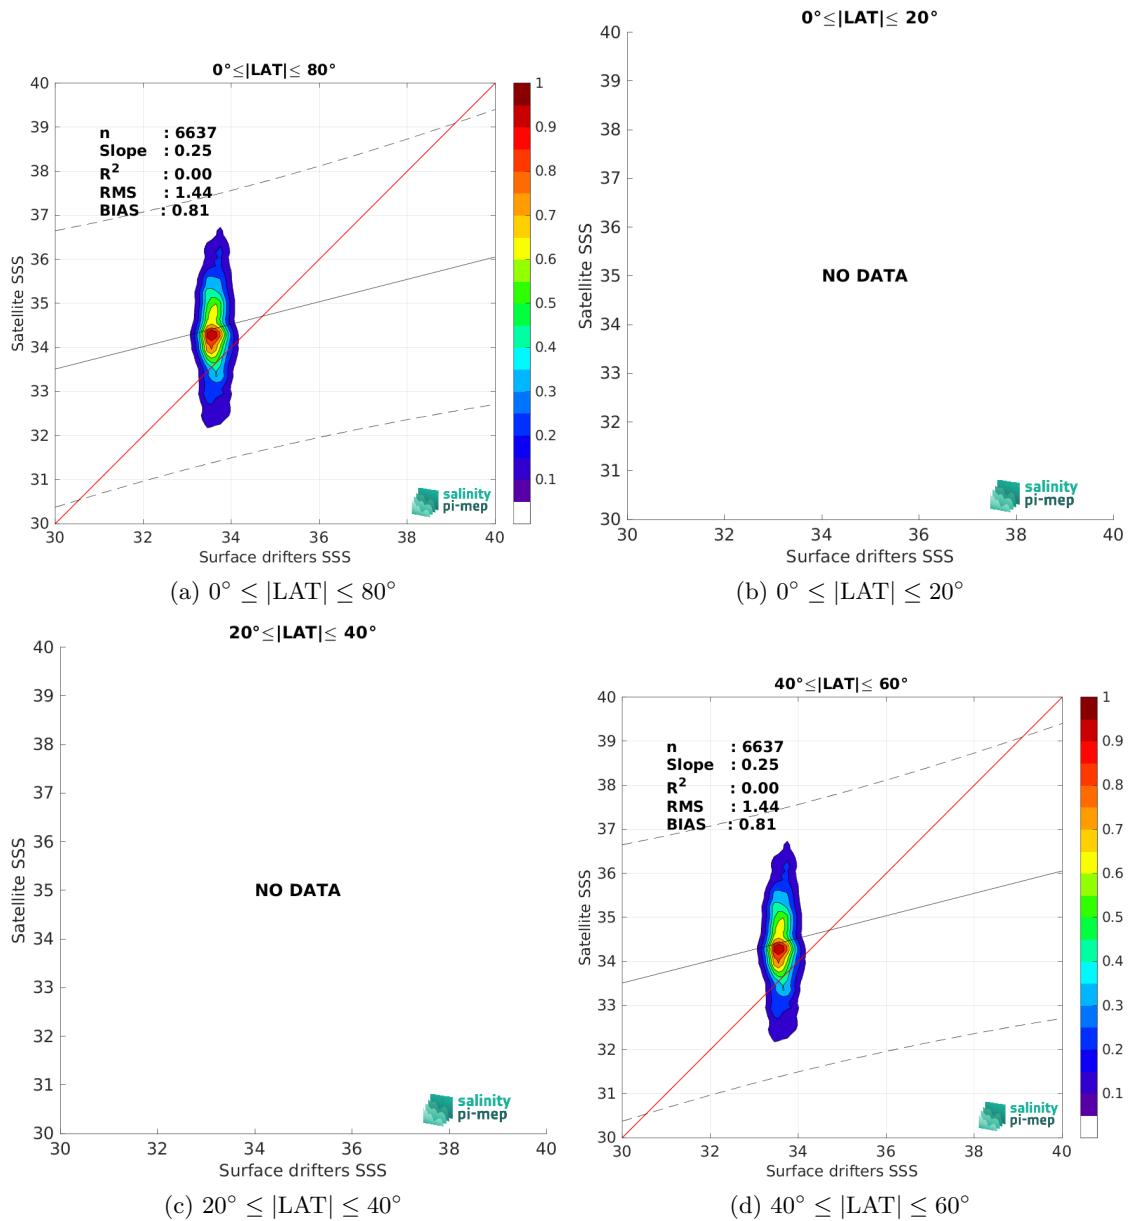 0°≤|LAT|≤ 80°
40
39
38
37
36
35
34
33
32
31
30
Satellite SSS
n : 6637
Slope : 0.25
R² : 0.00
RMS : 1.44
BIAS : 0.81
1
0.9
0.8
0.7
0.6
0.5
0.4
0.3
0.2
0.1
salinity
pi-mep
30 32 34 36 38 40
Surface drifters SSS
(a) 0° ≤ |LAT| ≤ 80°
0°≤|LAT|≤ 20°
40
39
38
37
36
35
34
33
32
31
30
Satellite SSS
NO DATA
salinity
pi-mep
30 32 34 36 38 40
Surface drifters SSS
(b) 0° ≤ |LAT| ≤ 20°
20°≤|LAT|≤ 40°
40
39
38
37
36
35
34
33
32
31
30
Satellite SSS
NO DATA
salinity
pi-mep
30 32 34 36 38 40
Surface drifters SSS
(c) 20° ≤ |LAT| ≤ 40°
40°≤|LAT|≤ 60°
40
39
38
37
36
35
34
33
32
31
30
Satellite SSS
n : 6637
Slope : 0.25
R² : 0.00
RMS : 1.44
BIAS : 0.81
1
0.9
0.8
0.7
0.6
0.5
0.4
0.3
0.2
0.1
salinity
pi-mep
30 32 34 36 38 40
Surface drifters SSS
(d) 40° ≤ |LAT| ≤ 60°